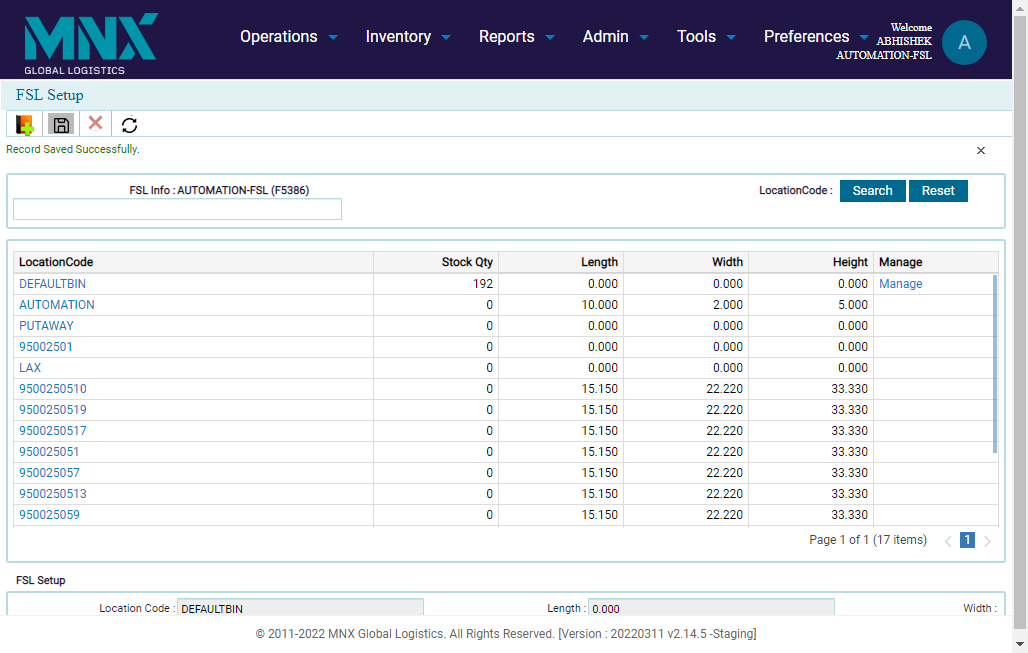 MNX
GLOBAL LOGISTICS
Operations Inventory Reports Admin Tools Preferences
Welcome
ABHISHEK
AUTOMATION-FSL
A
FSL Setup
Record Saved Successfully.
FSL Info : AUTOMATION-FSL (F5386)
LocationCode : Search Reset
LocationCode Stock Qty Length Width Height Manage
DEFAULTBIN 192 0.000 0.000 0.000 Manage
AUTOMATION 0 10.000 2.000 5.000
PUTAWAY 0 0.000 0.000 0.000
95002501 0 0.000 0.000 0.000
LAX 0 0.000 0.000 0.000
9500250510 0 15.150 22.220 33.330
9500250519 0 15.150 22.220 33.330
9500250517 0 15.150 22.220 33.330
950025051 0 15.150 22.220 33.330
950025057 0 15.150 22.220 33.330
9500250513 0 15.150 22.220 33.330
950025059 0 15.150 22.220 33.330
Page 1 of 1 (17 items) 1
FSL Setup
Location Code : DEFAULTBIN Length : 0.000 Width :
© 2011-2022 MNX Global Logistics. All Rights Reserved. [Version : 20220311 v2.14.5 -Staging]